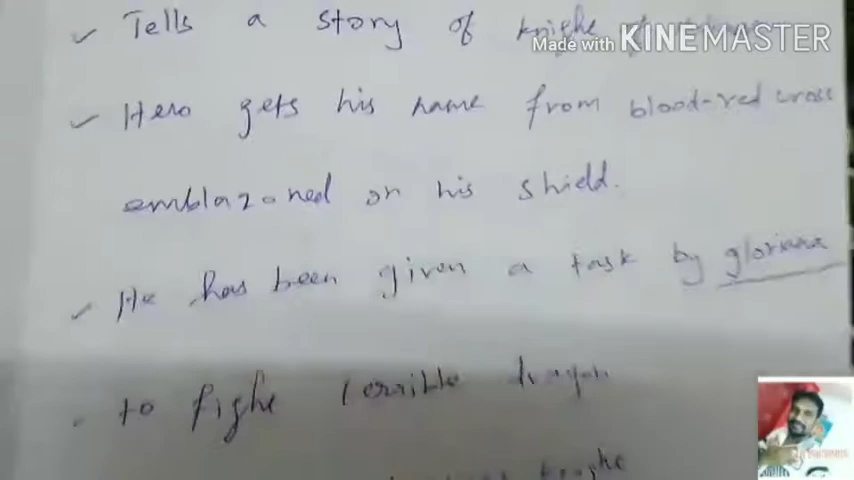 Tells a story of knight
Made with KINEMASTER
Hero gets his name from blood-red cross
emblazoned on his shield.
He has been given a task by gloriana
to fight terrible dragon